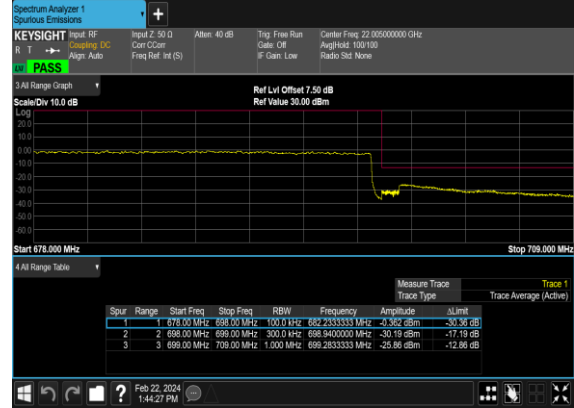 Spectrum Analyzer 1
Spurious Emissions
KEYSIGHT Input: RF Input Z: 50 Ω Atten: 40 dB Trig: Free Run Center Freq: 22.005000000 GHz
R T Coupling: DC Corr CCorr Gate: Off Avg|Hold: 100/100
Align: Auto Freq Ref: Int (S) IF Gain: Low Radio Std: None
PASS
3 All Range Graph
Ref Lvl Offset 7.50 dB
Scale/Div 10.0 dB Ref Value 30.00 dBm
Log
20.0
10.0
0.00
-10.0
-20.0
-30.0
-40.0
-50.0
-60.0
Start 678.000 MHz Stop 709.000 MHz
4 All Range Table
Measure Trace Trace 1
Trace Type Trace Average (Active)
Spur Range Start Freq Stop Freq RBW Frequency Amplitude ΔLimit
1 1 678.00 MHz 698.00 MHz 100.0 kHz 682.2333333 MHz -0.362 dBm -30.36 dB
2 2 698.00 MHz 699.00 MHz 300.0 kHz 698.9400000 MHz -30.19 dBm -17.19 dB
3 3 699.00 MHz 709.00 MHz 1.000 MHz 699.2833333 MHz -25.86 dBm -12.86 dB
Feb 22, 2024
1:44:27 PM